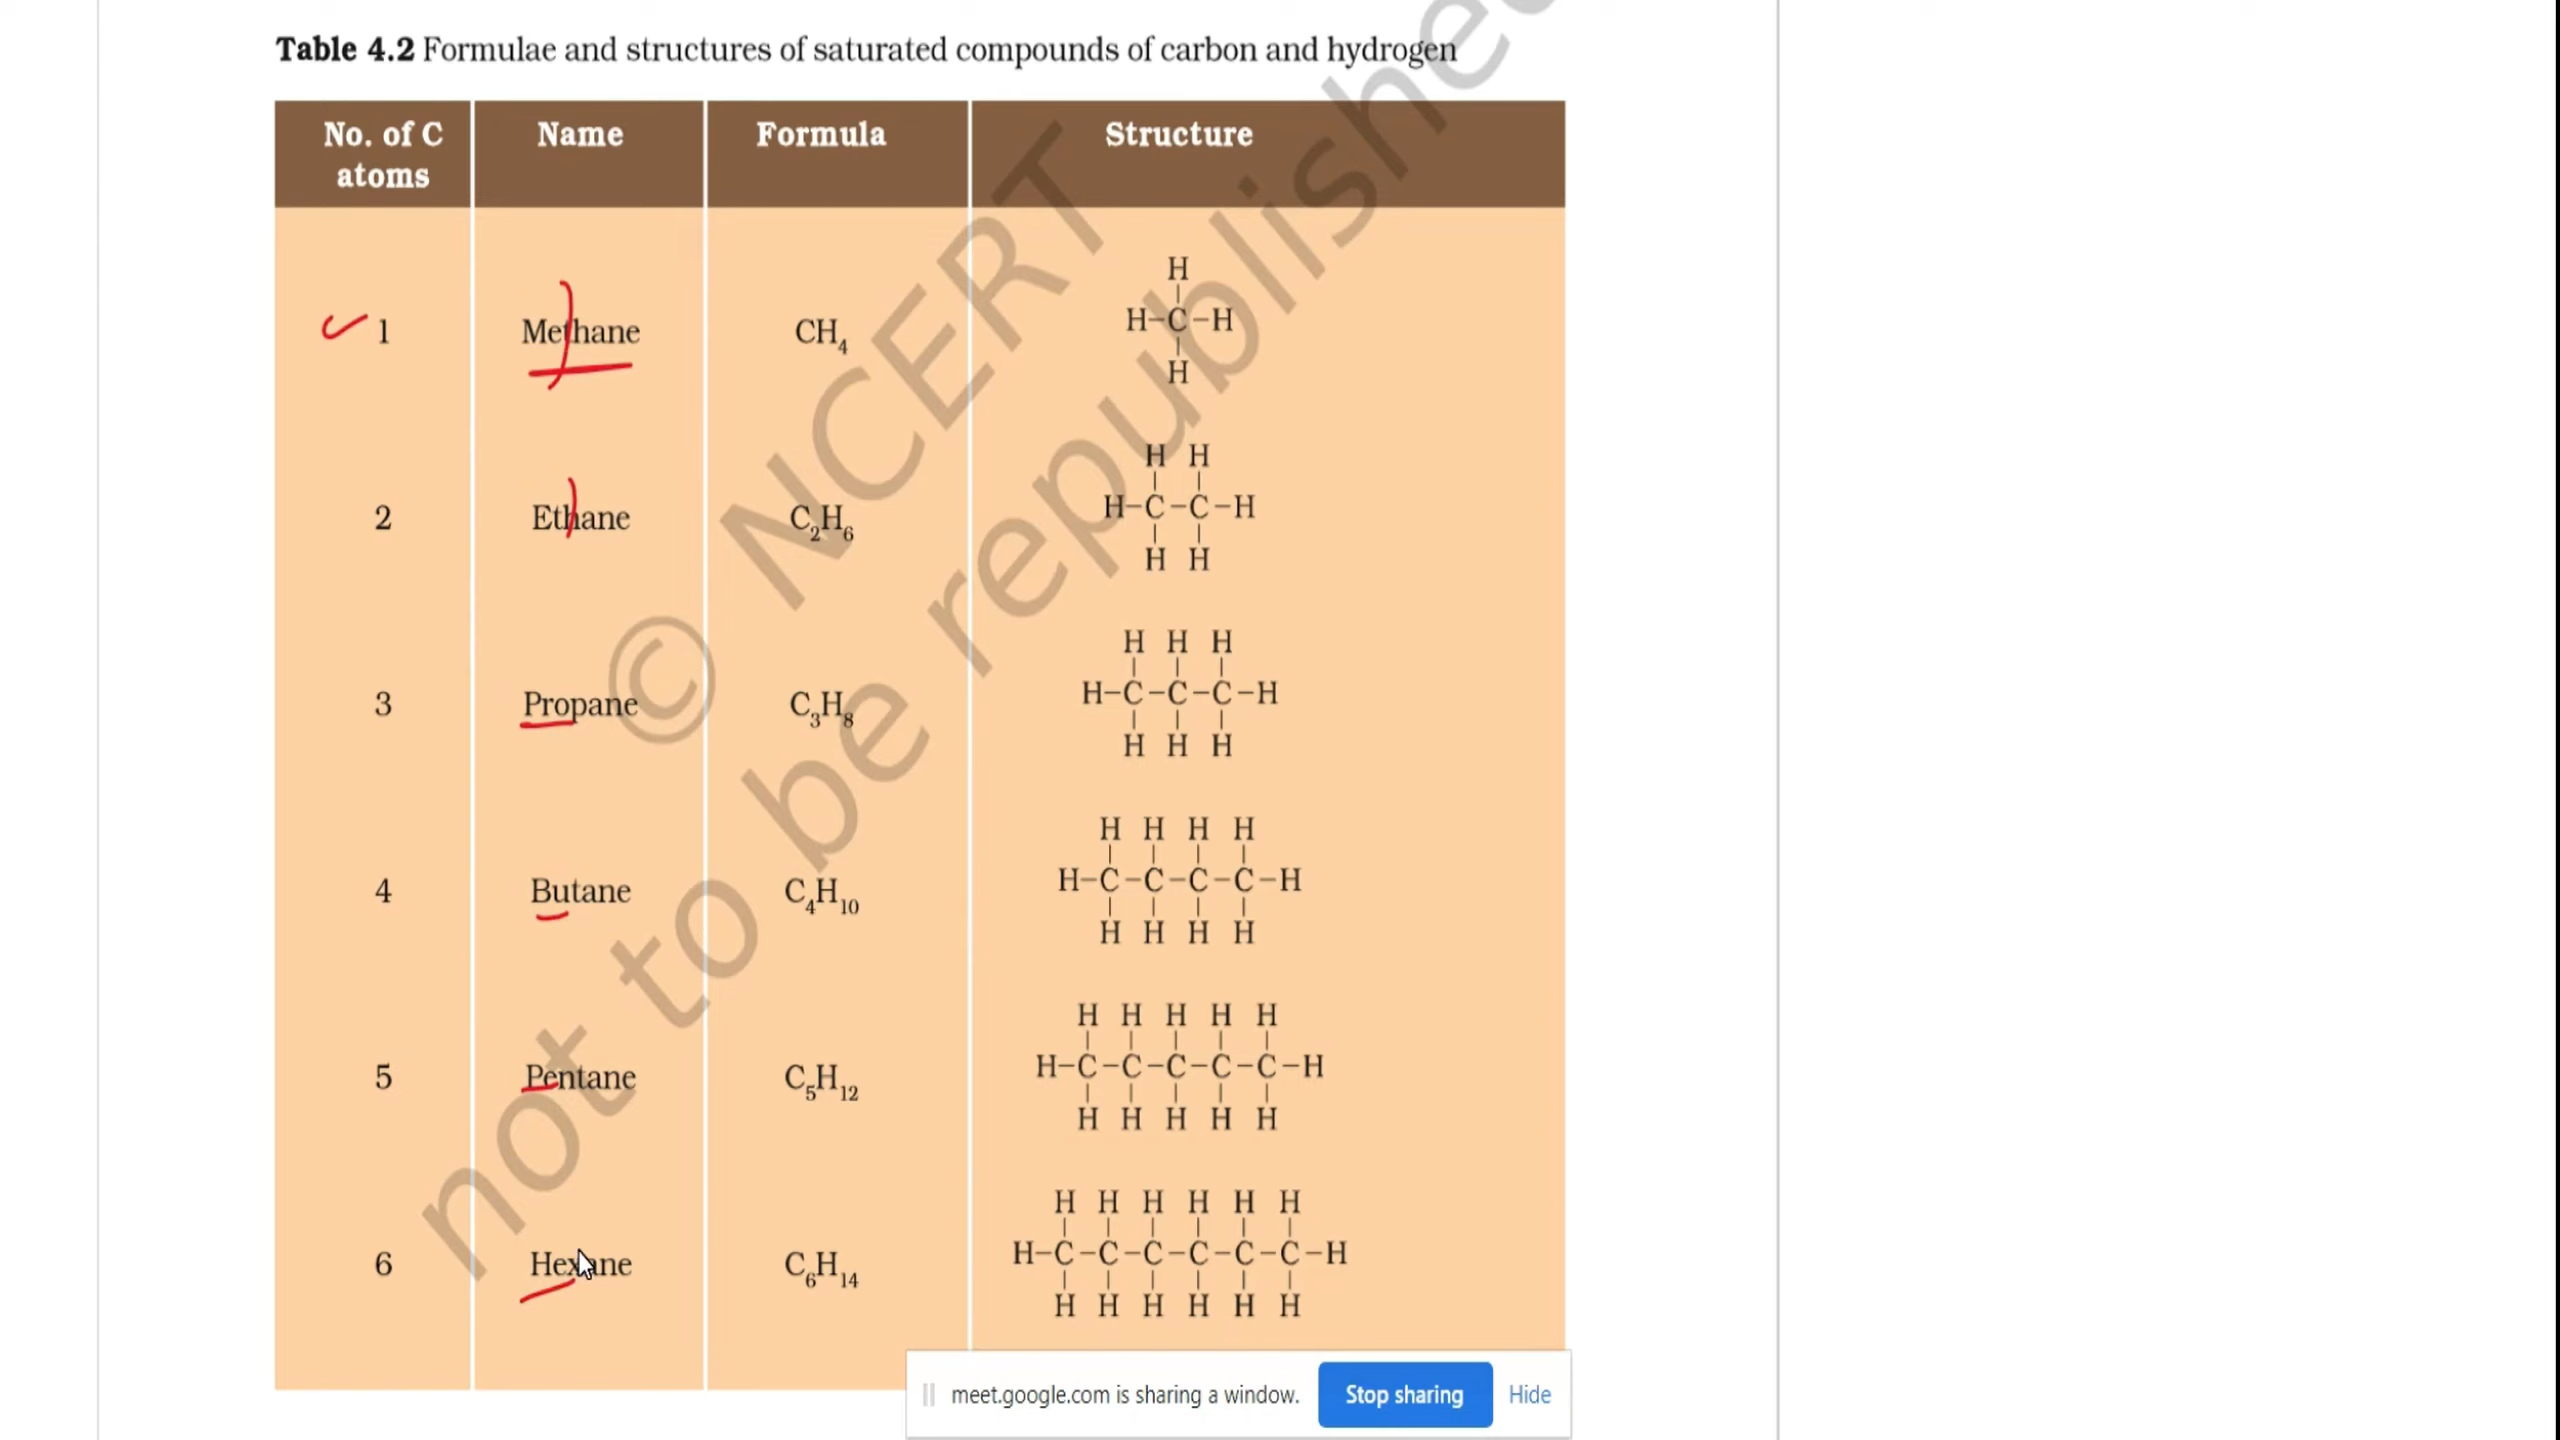 Table 4.2 Formulae and structures of saturated compounds of carbon and hydrogen
No. of C atoms Name Formula Structure
H
1 Methane CH4 H-C-H
H
H H
2 Ethane C2H6 H-C-C-H
H H
H H H
3 Propane C3H8 H-C-C-C-H
H H H
H H H H
4 Butane C4H10 H-C-C-C-C-H
H H H H
H H H H H
5 Pentane C5H12 H-C-C-C-C-C-H
H H H H H
H H H H H H
6 Hexane C6H14 H-C-C-C-C-C-C-H
H H H H H H
© NCERT
not to be republished
meet.google.com is sharing a window. Stop sharing Hide